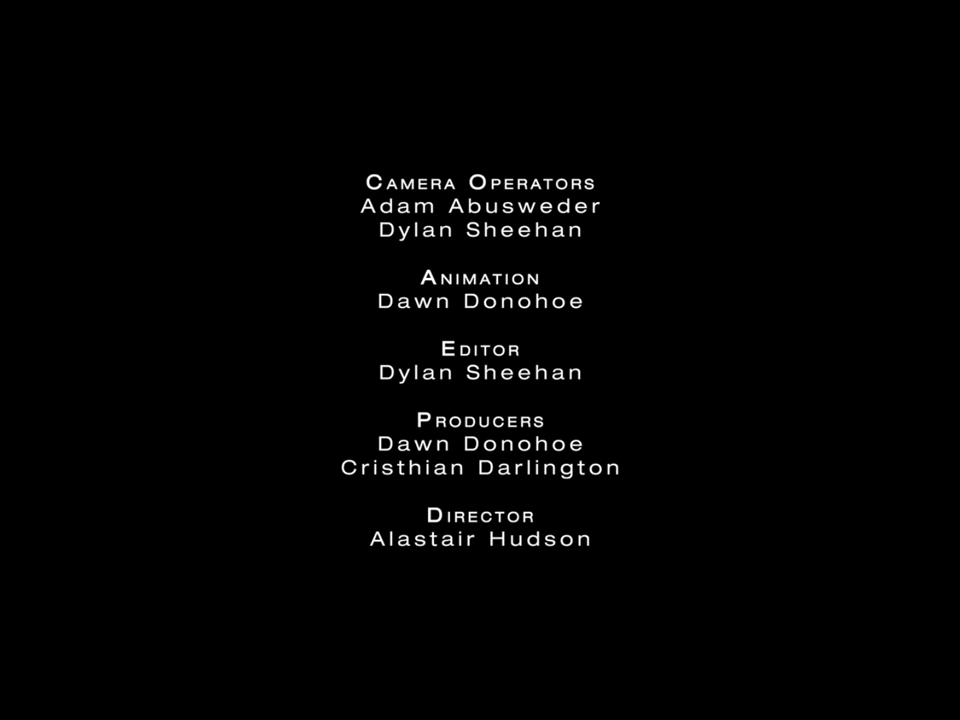 Camera Operators
Adam Abusweder
Dylan Sheehan
Animation
Dawn Donohoe
Editor
Dylan Sheehan
Producers
Dawn Donohoe
Cristhian Darlington
Director
Alastair Hudson